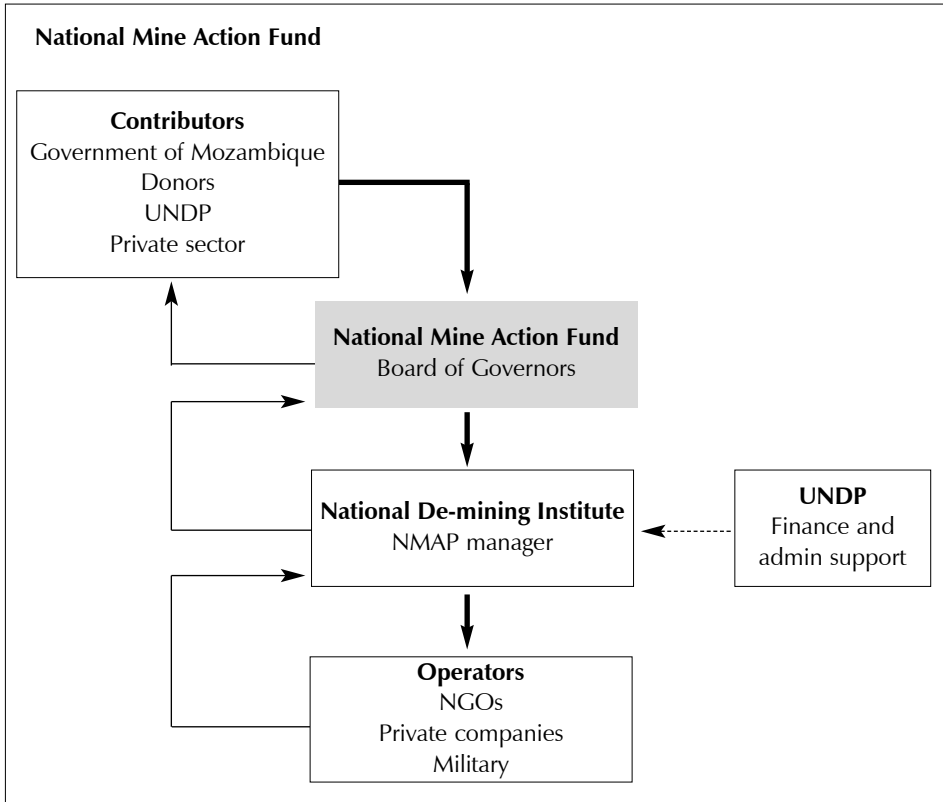 National Mine Action Fund
Contributors
Government of Mozambique
Donors
UNDP
Private sector
National Mine Action Fund
Board of Governors
National De-mining Institute
NMAP manager
UNDP
Finance and
admin support
Operators
NGOs
Private companies
Military